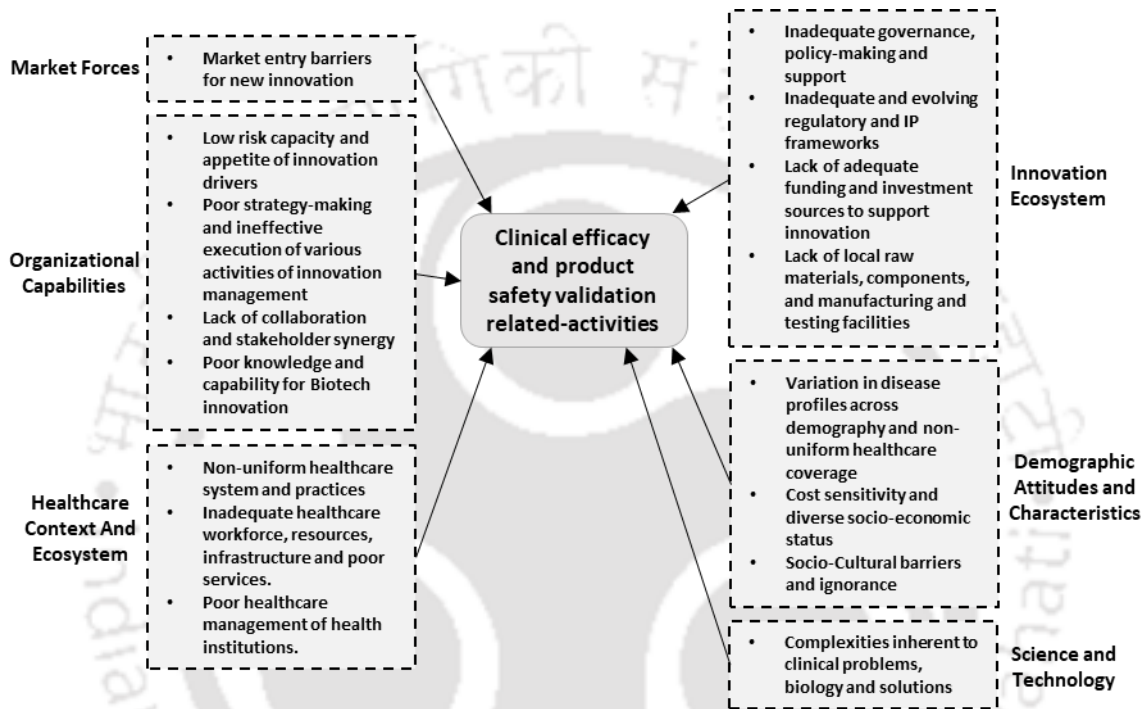 Market Forces
• Market entry barriers
for new innovation
Organizational
Capabilities
• Low risk capacity and
appetite of innovation
drivers
• Poor strategy-making
and ineffective
execution of various
activities of innovation
management
• Lack of collaboration
and stakeholder synergy
• Poor knowledge and
capability for Biotech
innovation
Healthcare
Context And
Ecosystem
• Non-uniform healthcare
system and practices
• Inadequate healthcare
workforce, resources,
infrastructure and poor
services.
• Poor healthcare
management of health
institutions.
Clinical efficacy
and product
safety validation
related-activities
• Inadequate governance,
policy-making and
support
• Inadequate and evolving
regulatory and IP
frameworks
• Lack of adequate
funding and investment
sources to support
innovation
• Lack of local raw
materials, components,
and manufacturing and
testing facilities
Innovation
Ecosystem
• Variation in disease
profiles across
demography and non-
uniform healthcare
coverage
• Cost sensitivity and
diverse socio-economic
status
• Socio-Cultural barriers
and ignorance
Demographic
Attitudes and
Characteristics
• Complexities inherent to
clinical problems,
biology and solutions
Science and
Technology